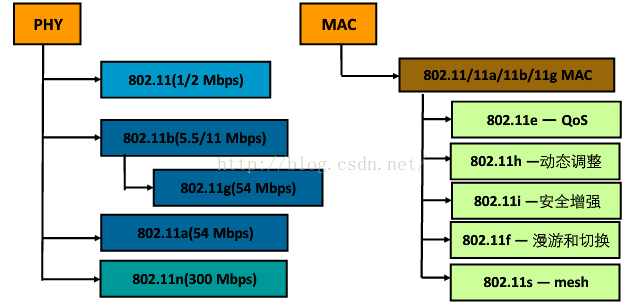 PHY
802.11(1/2 Mbps)
802.11b(5.5/11 Mbps)
802.11g(54 Mbps)
802.11a(54 Mbps)
802.11n(300 Mbps)
MAC
802.11/11a/11b/11g MAC
802.11e — QoS
802.11h —动态调整
802.11i —安全增强
802.11f — 漫游和切换
802.11s — mesh
http://blog.csdn.net/